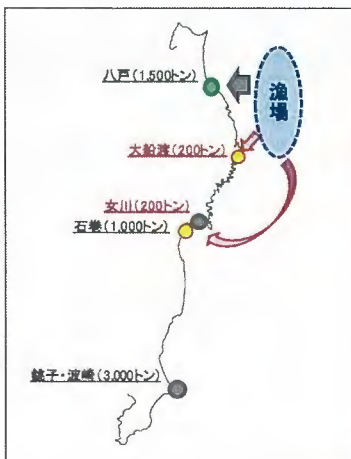 八戸(1,500トン)
漁場
大船渡(200トン)
女川(200トン)
石巻(1,000トン)
銚子・波崎(3,000トン)